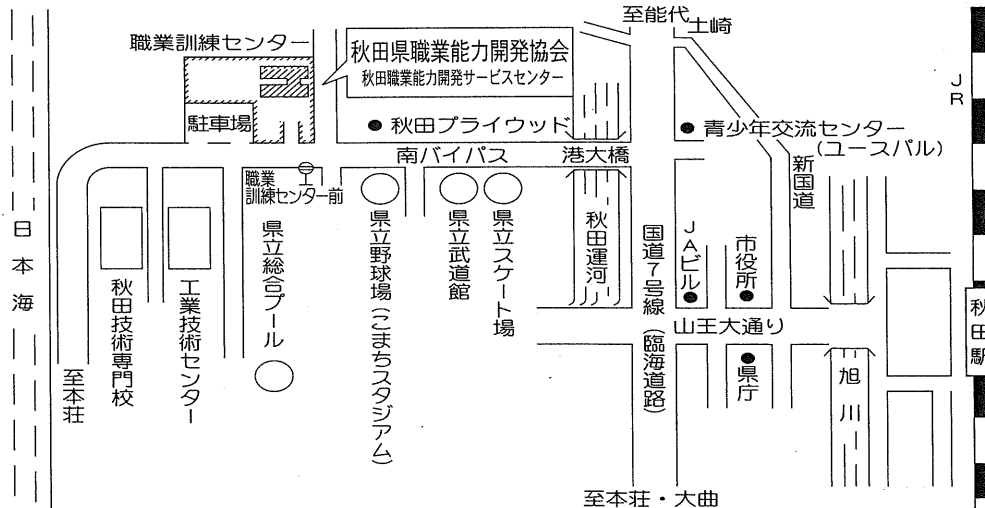 至能代
土崎
職業訓練センター
秋田県職業能力開発協会
秋田職業能力開発サービスセンター
JR
駐車場
秋田プライウッド
青少年交流センター
(ユースパル)
南バイパス
港大橋
新国道
職業
訓練センター前
日本海
秋田技術専門校
工業技術センター
県立総合プール
県立野球場(こまちスタジアム)
県立武道館
県立スケート場
秋田運河
国道7号線(臨海道路)
JAビル
市役所
山王大通り
県庁
旭川
秋田駅
至本荘
至本荘・大曲